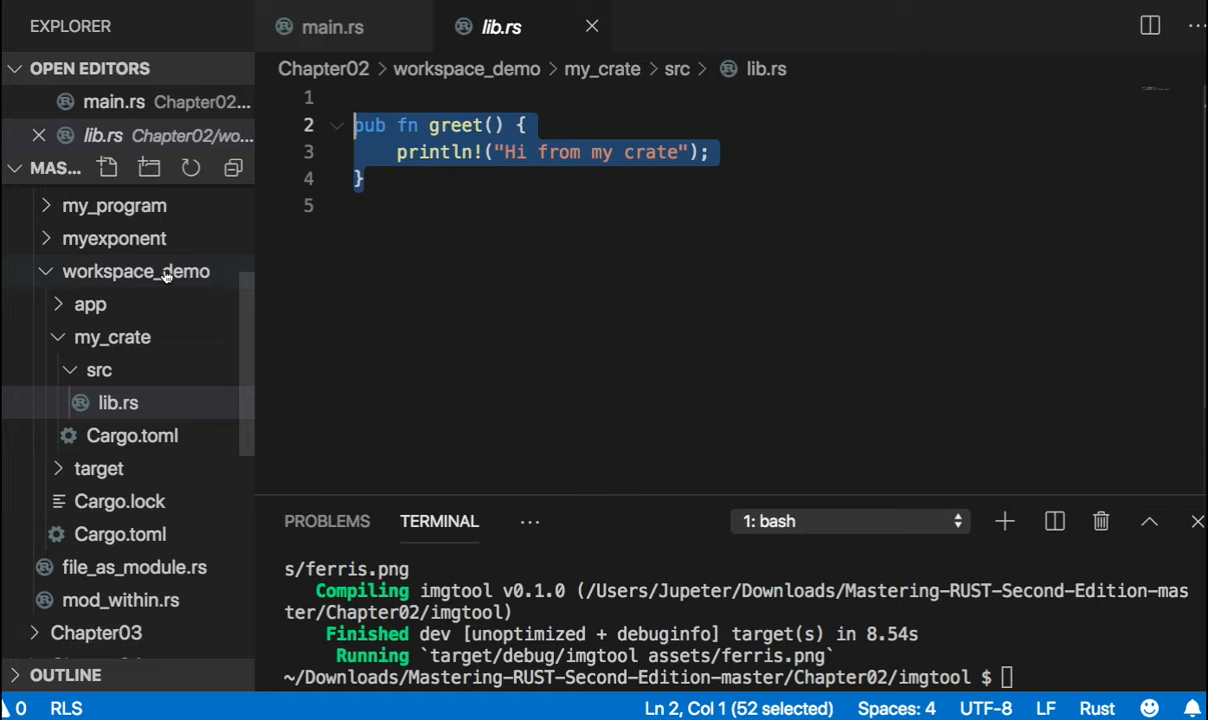 EXPLORER
OPEN EDITORS
main.rs Chapter02...
lib.rs Chapter02/wo...
MAS...
my_program
myexponent
workspace_demo
app
my_crate
src
lib.rs
Cargo.toml
target
Cargo.lock
Cargo.toml
file_as_module.rs
mod_within.rs
Chapter03
OUTLINE
main.rs
lib.rs
Chapter02 > workspace_demo > my_crate > src > lib.rs
1
2 pub fn greet() {
3 println!("Hi from my crate");
4 }
5
PROBLEMS TERMINAL ... 1: bash
s/ferris.png
Compiling imgtool v0.1.0 (/Users/Jupeter/Downloads/Mastering-RUST-Second-Edition-mas
ter/Chapter02/imgtool)
Finished dev [unoptimized + debuginfo] target(s) in 8.54s
Running `target/debug/imgtool assets/ferris.png`
~/Downloads/Mastering-RUST-Second-Edition-master/Chapter02/imgtool $
0 RLS Ln 2, Col 1 (52 selected) Spaces: 4 UTF-8 LF Rust